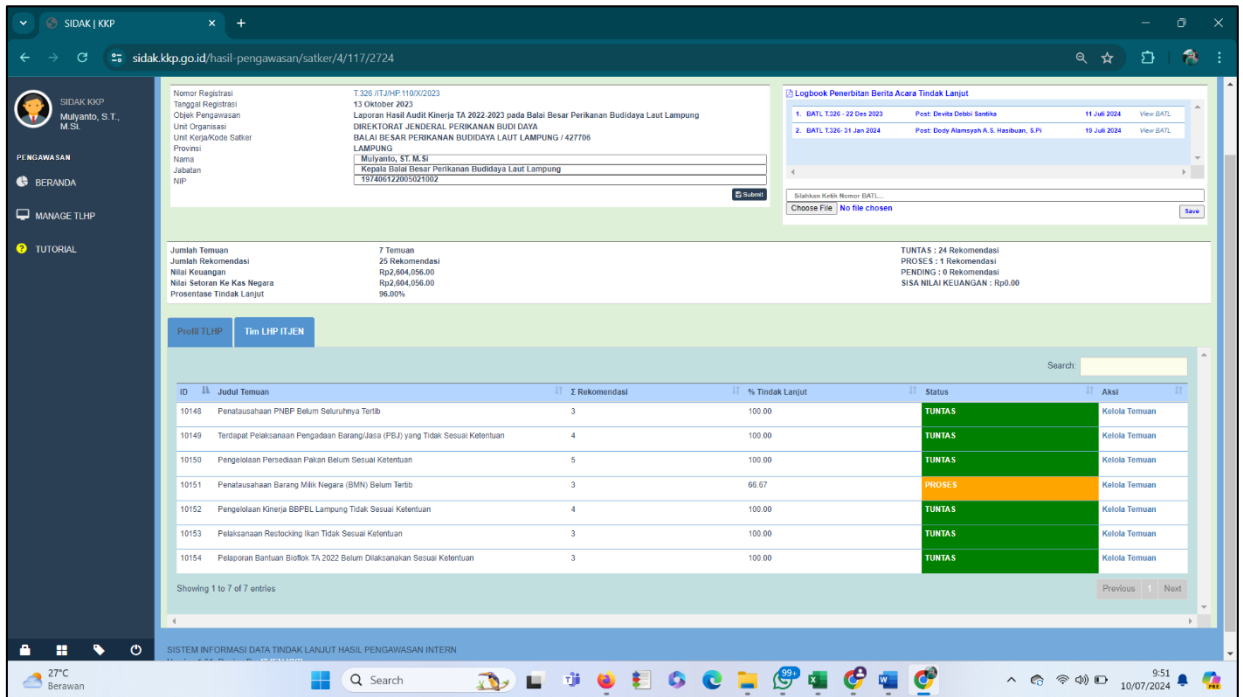 SIDAK | KKP
sidak.kkp.go.id/hasil-pengawasan/satker/4/117/2724
SIDAK KKP
Mulyanto, S.T.,
M.Si.
PENGAWASAN
BERANDA
MANAGE TLHP
TUTORIAL
Nomor Registrasi T.326 /ITJ/HP.110/X/2023
Tanggal Registrasi 13 Oktober 2023
Objek Pengawasan Laporan Hasil Audit Kinerja TA 2022-2023 pada Balai Besar Perikanan Budidaya Laut Lampung
Unit Organisasi DIREKTORAT JENDERAL PERIKANAN BUDI DAYA
Unit Kerja/Kode Satker BALAI BESAR PERIKANAN BUDIDAYA LAUT LAMPUNG / 427706
Provinsi LAMPUNG
Nama Mulyanto, ST. M.Si
Jabatan Kepala Balai Besar Perikanan Budidaya Laut Lampung
NIP 197406122005021002
Submit
Logbook Penerbitan Berita Acara Tindak Lanjut
1. BATL T.326 - 22 Des 2023 Post: Devita Debbi Santika 11 Juli 2024 View BATL
2. BATL T.326- 31 Jan 2024 Post: Dody Alamsyah A.S. Hasibuan, S.Pi 19 Juli 2024 View BATL
Silahkan Ketik Nomor BATL...
Choose File No file chosen
Save
Jumlah Temuan 7 Temuan TUNTAS : 24 Rekomendasi
Jumlah Rekomendasi 25 Rekomendasi PROSES : 1 Rekomendasi
Nilai Keuangan Rp2,604,056.00 PENDING : 0 Rekomendasi
Nilai Setoran Ke Kas Negara Rp2,604,056.00 SISA NILAI KEUANGAN : Rp0.00
Prosentase Tindak Lanjut 96.00%
Profil TLHP Tim LHP ITJEN
Search:
ID Judul Temuan Σ Rekomendasi % Tindak Lanjut Status Aksi
10148 Penatausahaan PNBP Belum Seluruhnya Tertib 3 100.00 TUNTAS Kelola Temuan
10149 Terdapat Pelaksanaan Pengadaan Barang/Jasa (PBJ) yang Tidak Sesuai Ketentuan 4 100.00 TUNTAS Kelola Temuan
10150 Pengelolaan Persediaan Pakan Belum Sesuai Ketentuan 5 100.00 TUNTAS Kelola Temuan
10151 Penatausahaan Barang Milik Negara (BMN) Belum Tertib 3 66.67 PROSES Kelola Temuan
10152 Pengelolaan Kinerja BBPBL Lampung Tidak Sesuai Ketentuan 4 100.00 TUNTAS Kelola Temuan
10153 Pelaksanaan Restocking Ikan Tidak Sesuai Ketentuan 3 100.00 TUNTAS Kelola Temuan
10154 Pelaporan Bantuan Bioflok TA 2022 Belum Dilaksanakan Sesuai Ketentuan 3 100.00 TUNTAS Kelola Temuan
Showing 1 to 7 of 7 entries
Previous 1 Next
SISTEM INFORMASI DATA TINDAK LANJUT HASIL PENGAWASAN INTERN
27°C
Berawan
Search
99+
9:51
10/07/2024